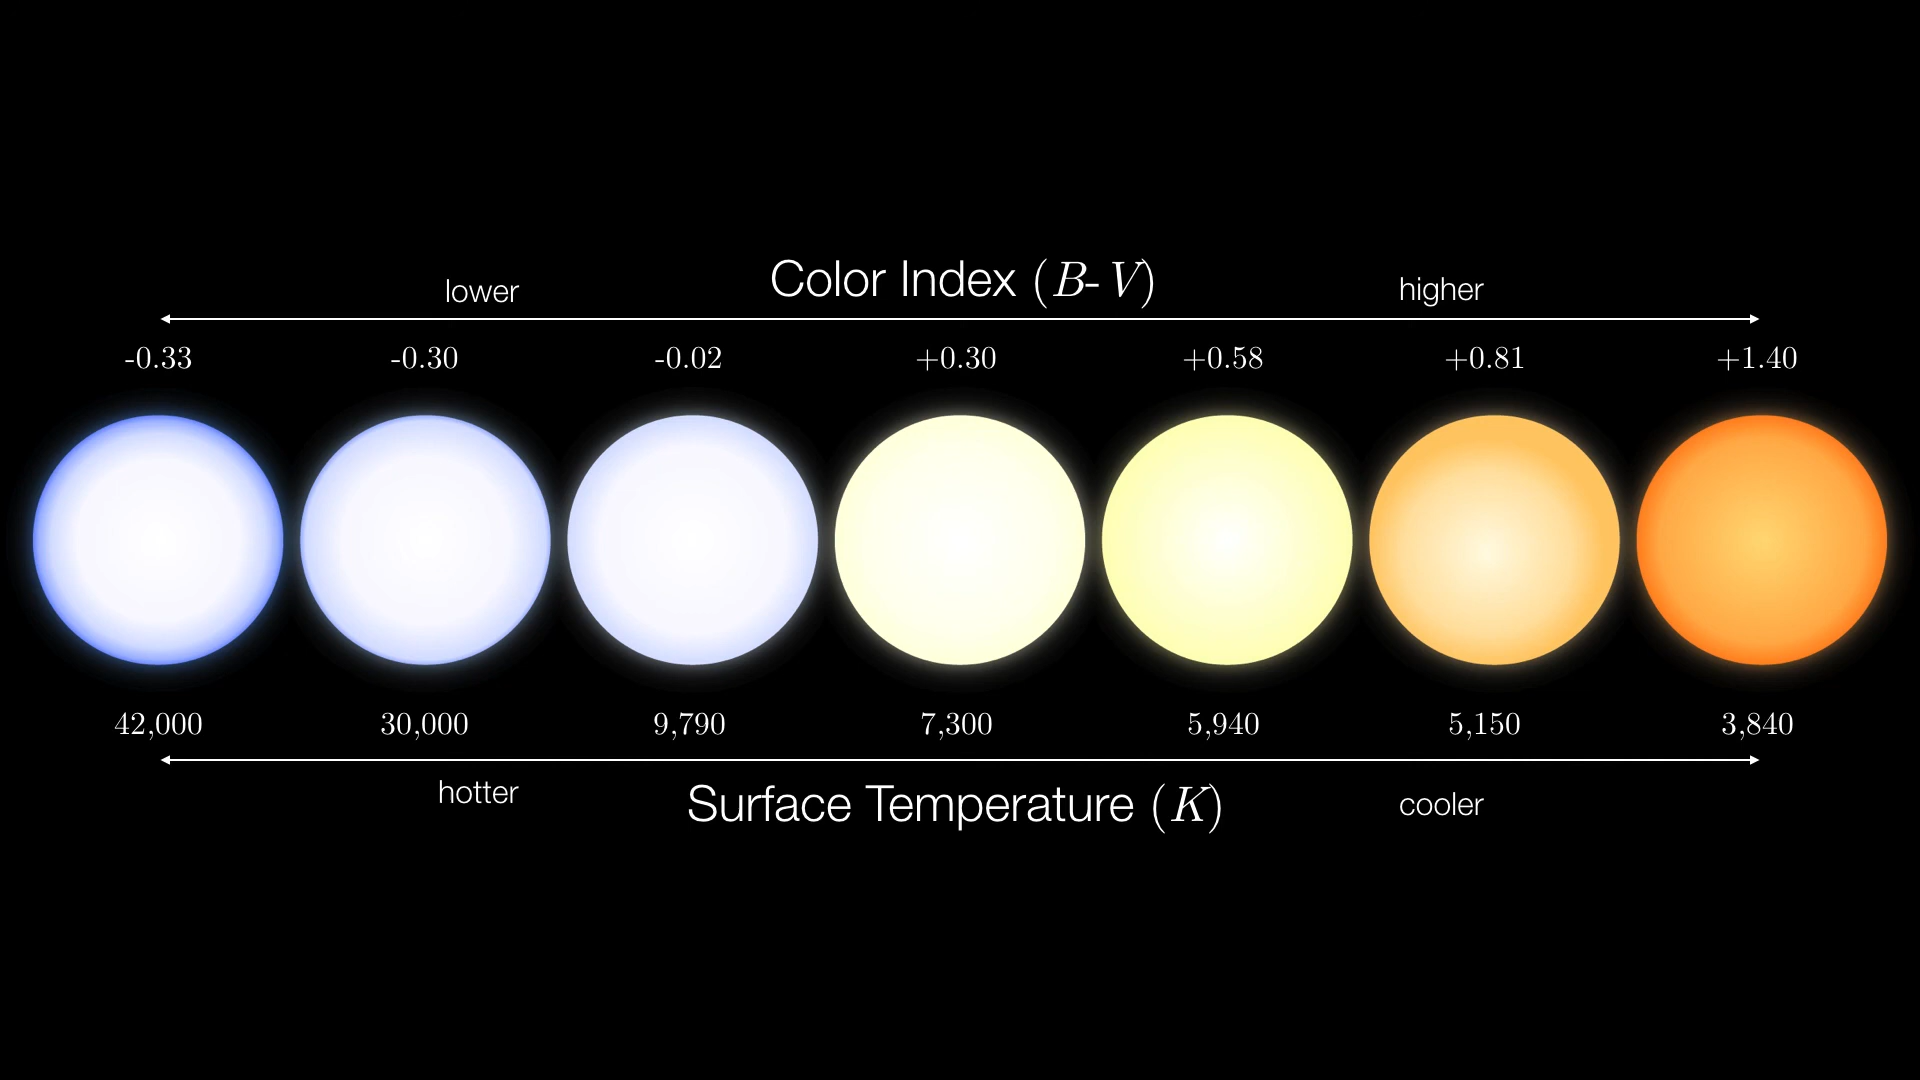 Color Index (B-V)
lower
higher
-0.33 -0.30 -0.02 +0.30 +0.58 +0.81 +1.40
42,000 30,000 9,790 7,300 5,940 5,150 3,840
hotter
Surface Temperature (K)
cooler